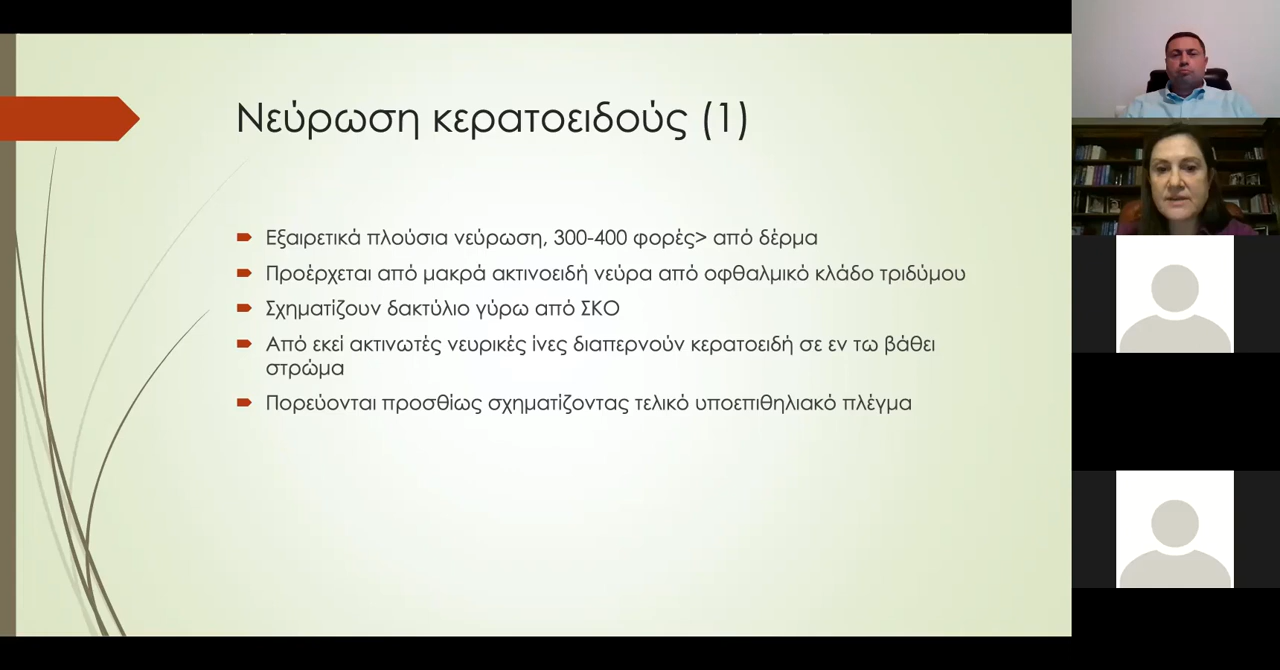 Νεύρωση κερατοειδούς (1)
Εξαιρετικά πλούσια νεύρωση, 300-400 φορές> από δέρμα
Προέρχεται από μακρά ακτινοειδή νεύρα από οφθαλμικό κλάδο τριδύμου
Σχηματίζουν δακτύλιο γύρω από ΣΚΟ
Από εκεί ακτινωτές νευρικές ίνες διαπερνούν κερατοειδή σε εν τω βάθει
στρώμα
Πορεύονται προσθίως σχηματίζοντας τελικό υποεπιθηλιακό πλέγμα